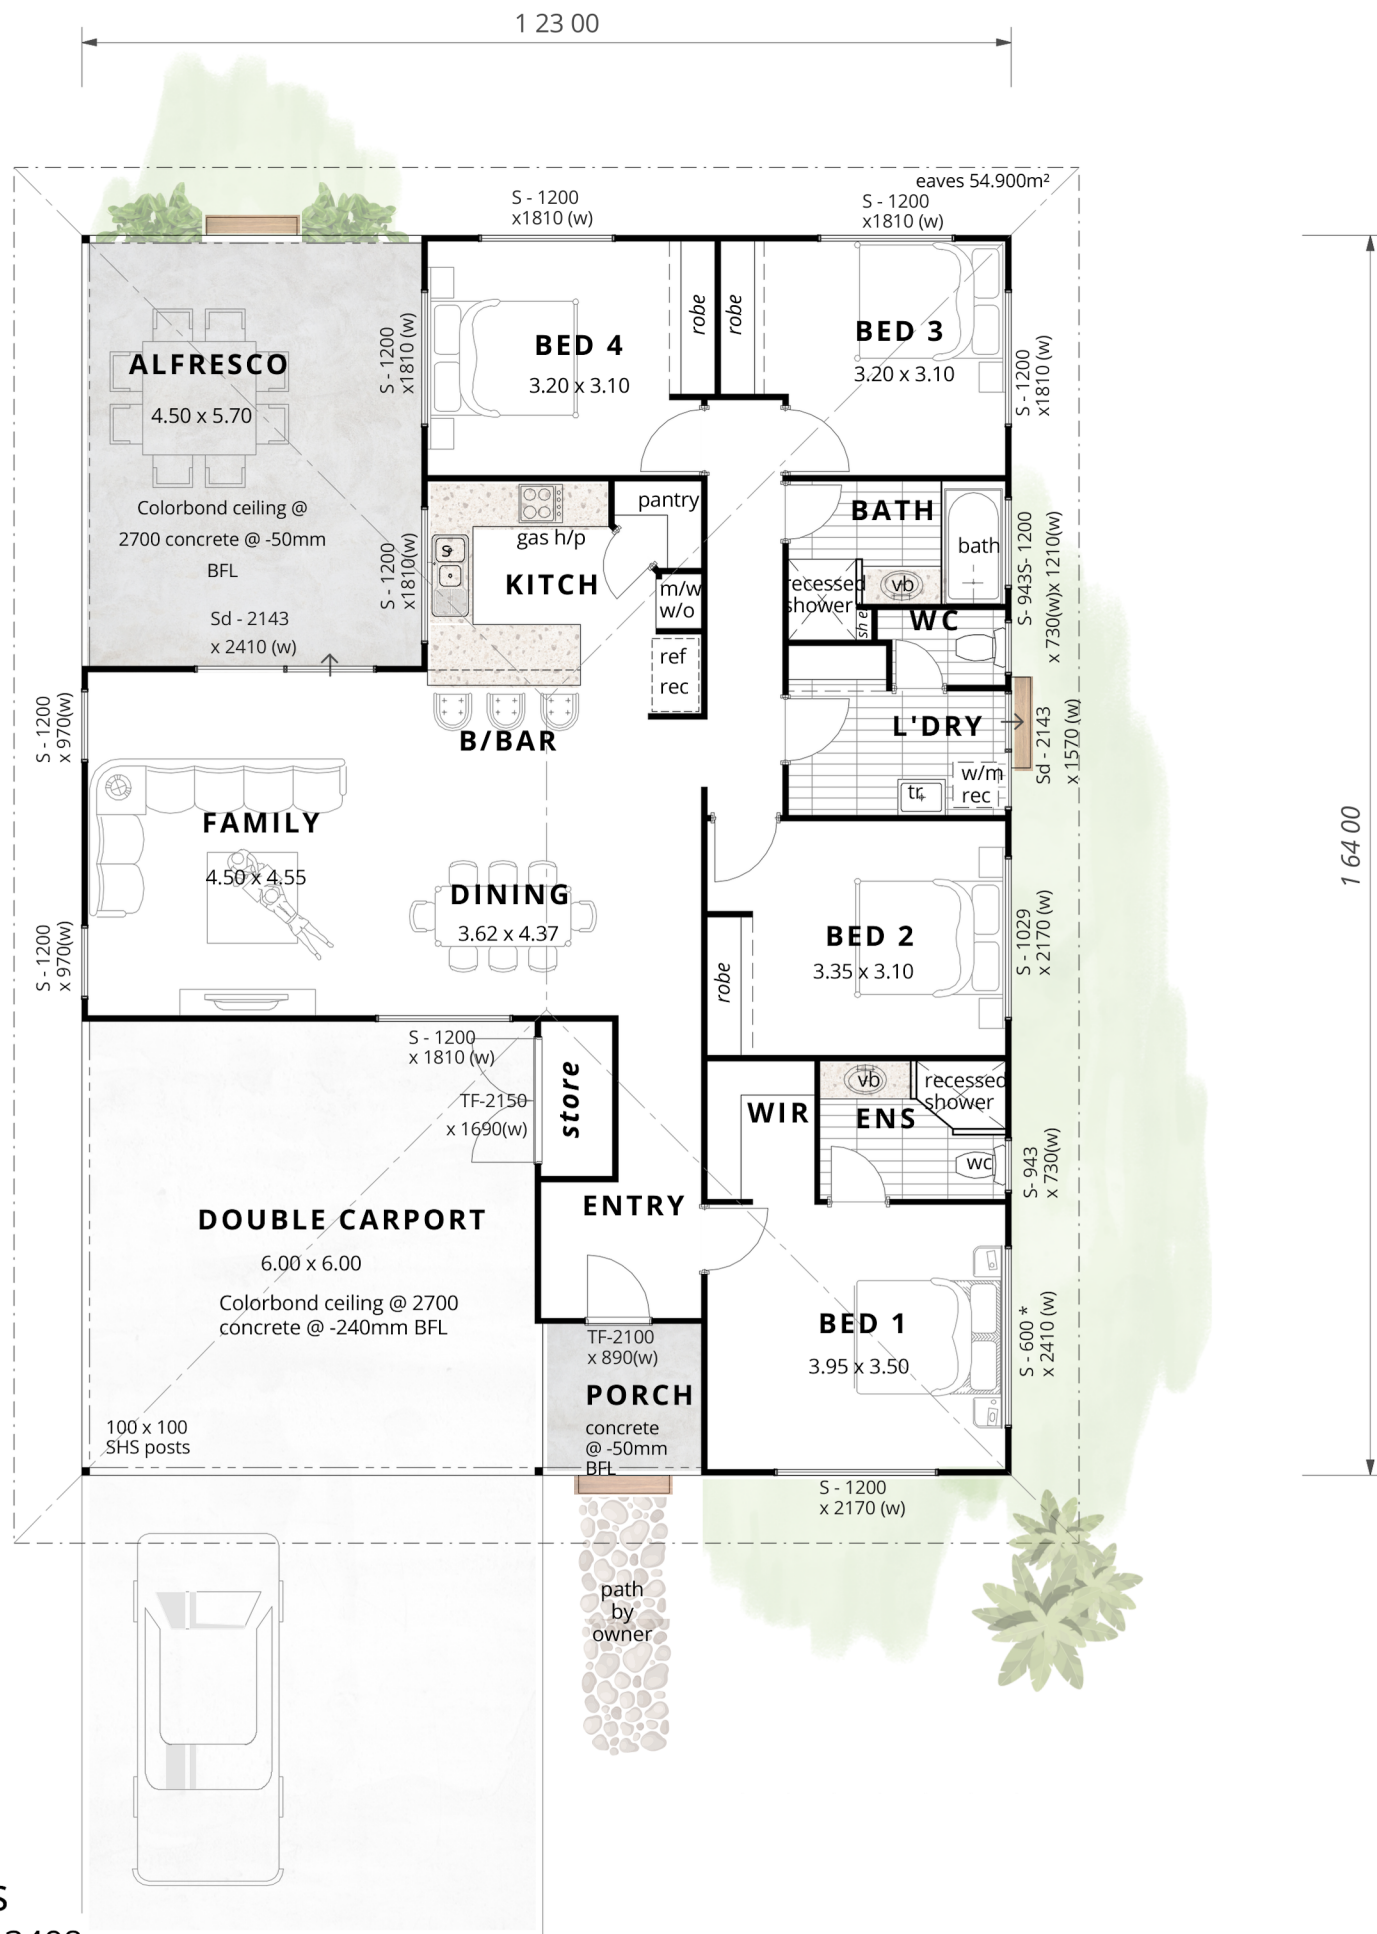 1 23 00
eaves 54.900m²
S - 1200
x1810 (w)
S - 1200
x1810 (w)
BED 4
3.20 x 3.10
robe
robe
BED 3
3.20 x 3.10
ALFRESCO
4.50 x 5.70
Colorbond ceiling @
2700 concrete @ -50mm
BFL
Sd - 2143
x 2410 (w)
S - 1200
x1810 (w)
S - 1200
x1810(w)
S - 1200
x1810 (w)
pantry
gas h/p
KITCH
S
m/w
w/o
ref
rec
B/BAR
BATH
bath
recessed
shower
vb
sh e
WC
S- 943S- 1200
x 730(w)x 1210(w)
L'DRY
tr
w/m
rec
Sd - 2143
x 1570 (w)
S - 1200
x 970(w)
FAMILY
4.50 x 4.55
S - 1200
x 970(w)
DINING
3.62 x 4.37
BED 2
3.35 x 3.10
robe
S - 1029
x 2170 (w)
1 64 00
S - 1200
x 1810 (w)
TF-2150
x 1690(w)
store
WIR
ENS
vb
recessed
shower
wc
S- 943
x 730(w)
ENTRY
DOUBLE CARPORT
6.00 x 6.00
Colorbond ceiling @ 2700
concrete @ -240mm BFL
100 x 100
SHS posts
TF-2100
x 890(w)
PORCH
concrete
@ -50mm
BFL
BED 1
3.95 x 3.50
S - 600 *
x 2410 (w)
S - 1200
x 2170 (w)
path
by
owner
S